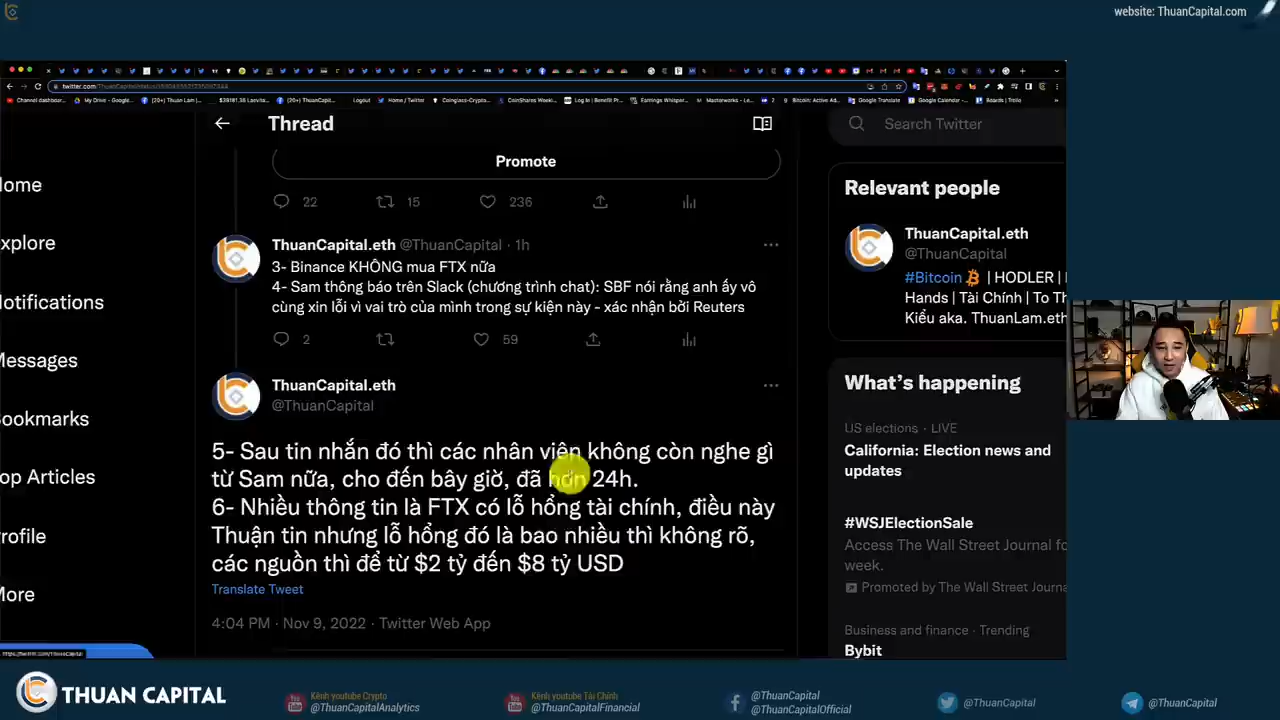 website: ThuanCapital.com
Thread
Search Twitter
Promote
22 15 236
ThuanCapital.eth @ThuanCapital · 1h
3- Binance KHÔNG mua FTX nữa
4- Sam thông báo trên Slack (chương trình chat): SBF nói rằng anh ấy vô
cùng xin lỗi vì vai trò của mình trong sự kiện này - xác nhận bởi Reuters
2 59
ThuanCapital.eth
@ThuanCapital
5- Sau tin nhắn đó thì các nhân viên không còn nghe gì
từ Sam nữa, cho đến bây giờ, đã hơn 24h.
6- Nhiều thông tin là FTX có lỗ hổng tài chính, điều này
Thuận tin nhưng lỗ hổng đó là bao nhiều thì không rõ,
các nguồn thì để từ $2 tỷ đến $8 tỷ USD
Translate Tweet
4:04 PM · Nov 9, 2022 · Twitter Web App
ome
xplore
otifications
Messages
ookmarks
op Articles
rofile
ore
Relevant people
ThuanCapital.eth
@ThuanCapital
#Bitcoin | HODLER |
Hands | Tài Chính | To Th
Kiểu aka. ThuanLam.eth
What's happening
US elections · LIVE
California: Election news and
updates
#WSJElectionSale
Access The Wall Street Journal fo
week.
Promoted by The Wall Street Journa
Business and finance · Trending
Bybit
THUAN CAPITAL
Kênh youtube Crypto
@ThuanCapitalAnalytics
Kênh youtube Tài Chính
@ThuanCapitalFinancial
@ThuanCapital
@ThuanCapitalOfficial
@ThuanCapital
@ThuanCapital